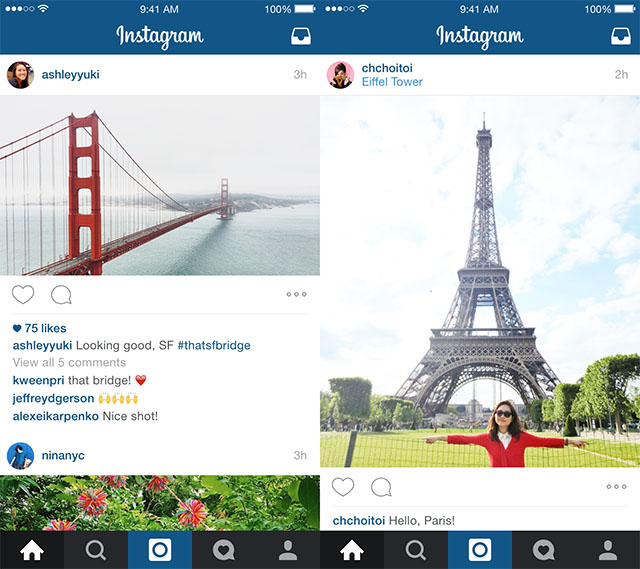 9:41 AM
100%
Instagram
ashleyyuki
3h
75 likes
ashleyyuki Looking good, SF #thatsfbridge
View all 5 comments
kweenpri that bridge! ❤️
jeffreydgerson 🙌🙌🙌
alexeikarpenko Nice shot!
ninanyc
3h
9:41 AM
100%
Instagram
chchoitoi
2h
Eiffel Tower
chchoitoi Hello, Paris!